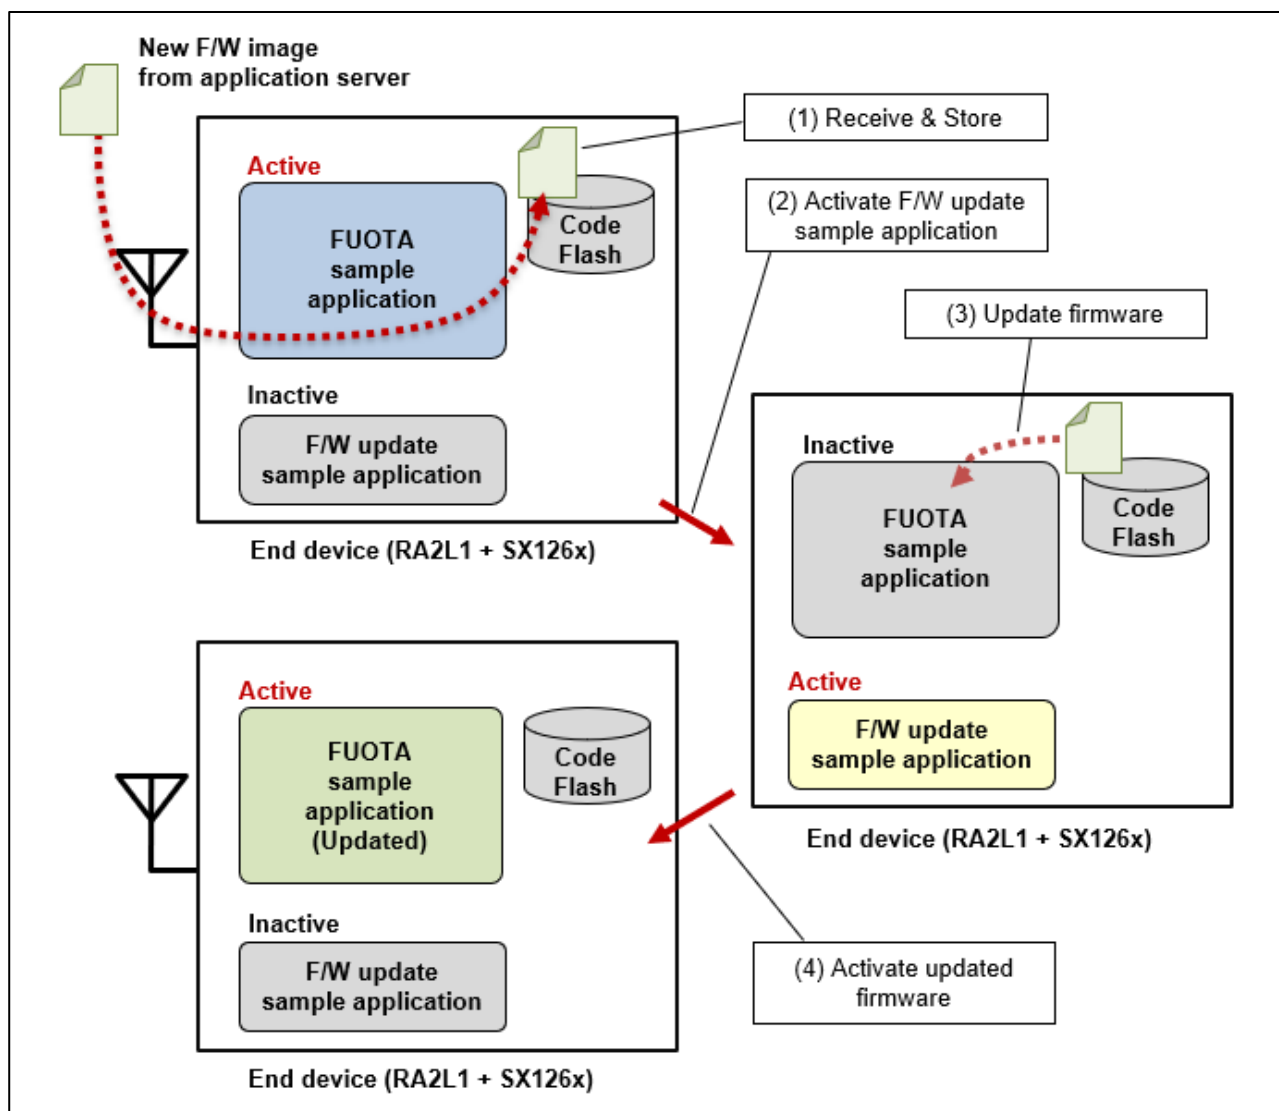 New F/W image
from application server
(1) Receive & Store
Active
FUOTA
sample
application
Code
Flash
(2) Activate F/W update
sample application
Inactive
F/W update
sample application
End device (RA2L1 + SX126x)
(3) Update firmware
Inactive
FUOTA
sample
application
Code
Flash
Active
F/W update
sample application
End device (RA2L1 + SX126x)
Active
FUOTA
sample
application
(Updated)
Code
Flash
Inactive
F/W update
sample application
End device (RA2L1 + SX126x)
(4) Activate updated
firmware